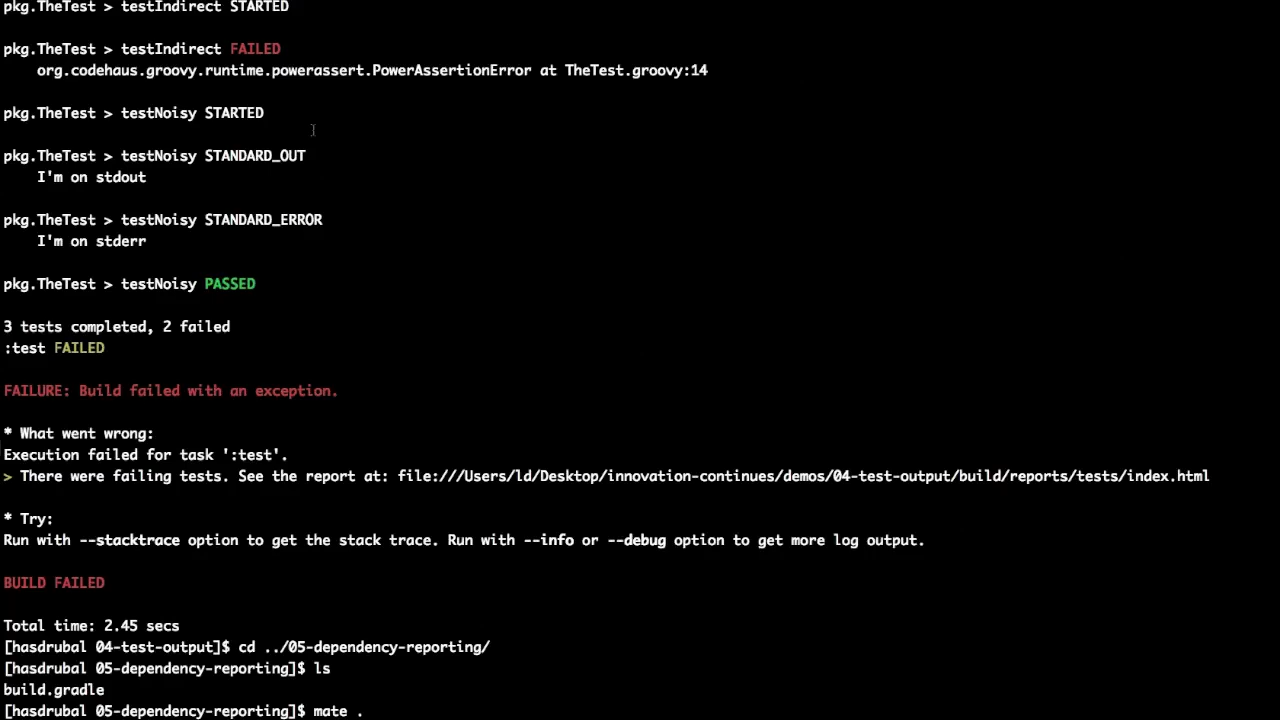 pkg.TheTest > testIndirect STARTED
pkg.TheTest > testIndirect FAILED
org.codehaus.groovy.runtime.powerassert.PowerAssertionError at TheTest.groovy:14
pkg.TheTest > testNoisy STARTED
pkg.TheTest > testNoisy STANDARD_OUT
I'm on stdout
pkg.TheTest > testNoisy STANDARD_ERROR
I'm on stderr
pkg.TheTest > testNoisy PASSED
3 tests completed, 2 failed
:test FAILED
FAILURE: Build failed with an exception.
* What went wrong:
Execution failed for task ':test'.
> There were failing tests. See the report at: file:///Users/ld/Desktop/innovation-continues/demos/04-test-output/build/reports/tests/index.html
* Try:
Run with --stacktrace option to get the stack trace. Run with --info or --debug option to get more log output.
BUILD FAILED
Total time: 2.45 secs
[hasdrubal 04-test-output]$ cd ../05-dependency-reporting/
[hasdrubal 05-dependency-reporting]$ ls
build.gradle
[hasdrubal 05-dependency-reporting]$ mate .